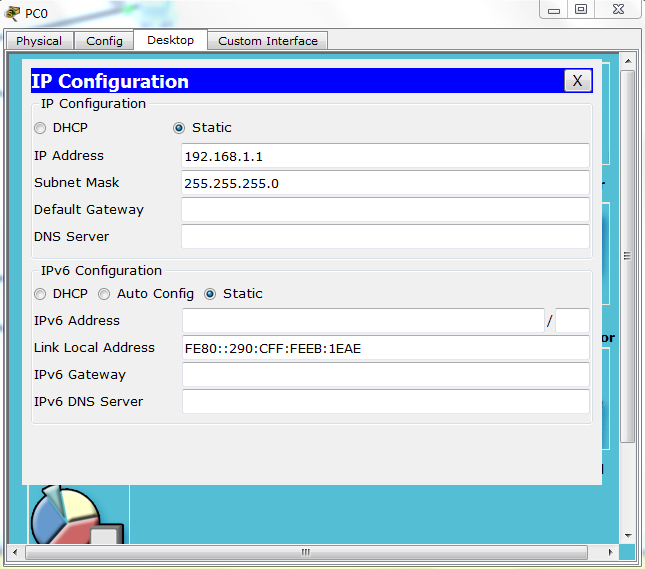 PC0
Physical Config Desktop Custom Interface
IP Configuration X
IP Configuration
DHCP Static
IP Address 192.168.1.1
Subnet Mask 255.255.255.0
Default Gateway
DNS Server
IPv6 Configuration
DHCP Auto Config Static
IPv6 Address /
Link Local Address FE80::290:CFF:FEEB:1EAE
IPv6 Gateway
IPv6 DNS Server